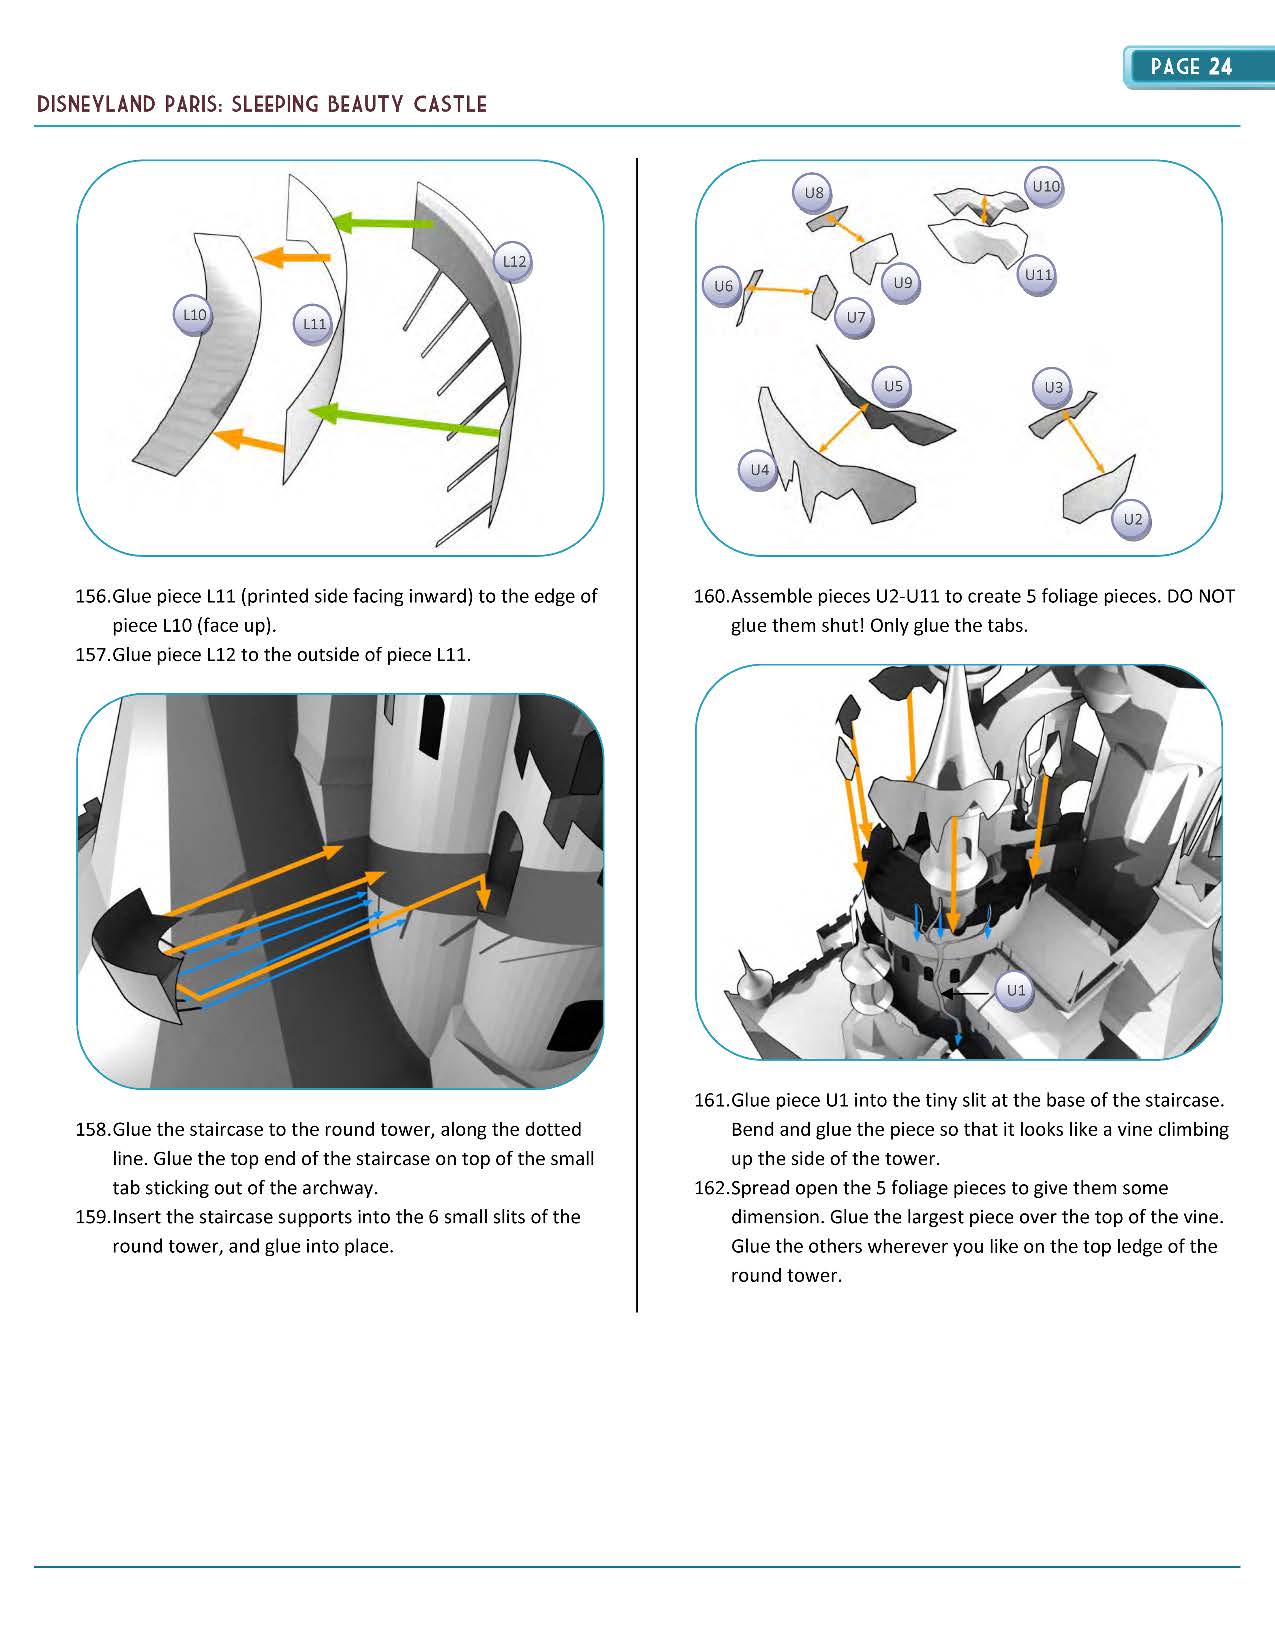 PAGE 24
DISNEYLAND PARIS: SLEEPING BEAUTY CASTLE
L10
L11
L12
156.Glue piece L11 (printed side facing inward) to the edge of
piece L10 (face up).
157.Glue piece L12 to the outside of piece L11.
158.Glue the staircase to the round tower, along the dotted
line. Glue the top end of the staircase on top of the small
tab sticking out of the archway.
159.Insert the staircase supports into the 6 small slits of the
round tower, and glue into place.
U8
U10
U9
U11
U6
U7
U5
U3
U4
U2
160.Assemble pieces U2-U11 to create 5 foliage pieces. DO NOT
glue them shut! Only glue the tabs.
U1
161.Glue piece U1 into the tiny slit at the base of the staircase.
Bend and glue the piece so that it looks like a vine climbing
up the side of the tower.
162.Spread open the 5 foliage pieces to give them some
dimension. Glue the largest piece over the top of the vine.
Glue the others wherever you like on the top ledge of the
round tower.